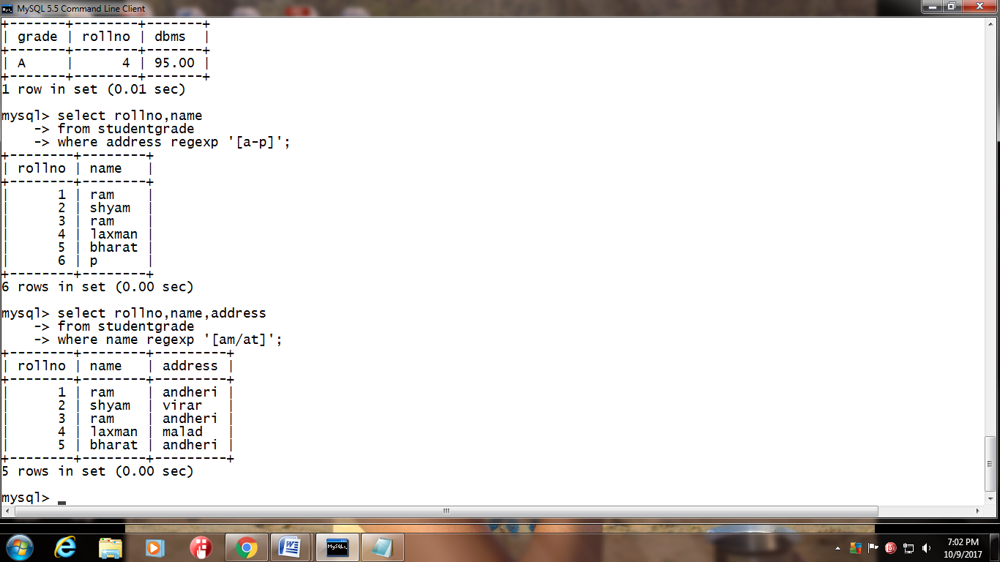 MySQL 5.5 Command Line Client
+-------+--------+-------+
| grade | rollno | dbms  |
+-------+--------+-------+
| A     |      4 | 95.00 |
+-------+--------+-------+
1 row in set (0.01 sec)
mysql> select rollno,name
    -> from studentgrade
    -> where address regexp '[a-p]';
+--------+--------+
| rollno | name   |
+--------+--------+
|      1 | ram    |
|      2 | shyam  |
|      3 | ram    |
|      4 | laxman |
|      5 | bharat |
|      6 | p      |
+--------+--------+
6 rows in set (0.00 sec)
mysql> select rollno,name,address
    -> from studentgrade
    -> where name regexp '[am/at]';
+--------+--------+---------+
| rollno | name   | address |
+--------+--------+---------+
|      1 | ram    | andheri |
|      2 | shyam  | virar   |
|      3 | ram    | andheri |
|      4 | laxman | malad   |
|      5 | bharat | andheri |
+--------+--------+---------+
5 rows in set (0.00 sec)
mysql> _
7:02 PM
10/9/2017